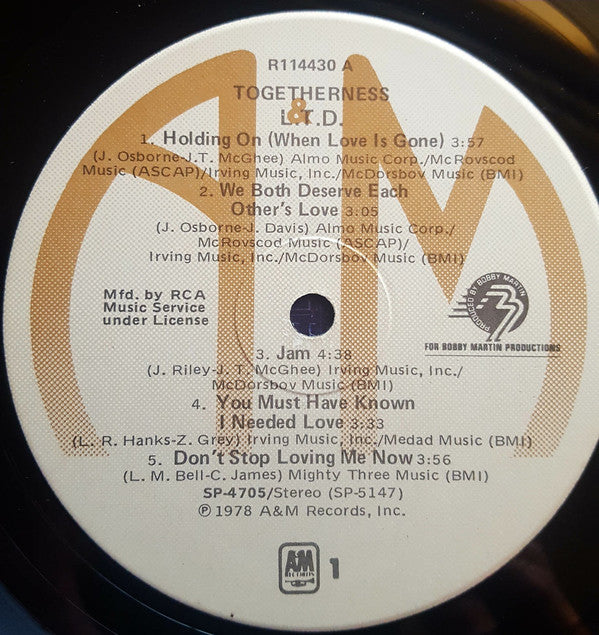 R114430 A
TOGETHERNESS
L.T.D.
1. Holding On (When Love Is Gone) 3:57
(J. Osborne-J.T. McGhee) Almo Music Corp./McRovscod
Music (ASCAP)/Irving Music, Inc./McDorsbov Music (BMI)
2. We Both Deserve Each
Other's Love 3:05
(J. Osborne-J. Davis) Almo Music Corp./
McRovscod Music (ASCAP)/
Irving Music, Inc./McDorsbov Music (BMI)
Mfd. by RCA
Music Service
under License
PRODUCED BY BOBBY MARTIN
FOR BOBBY MARTIN PRODUCTIONS
3. Jam 4:38
(J. Riley-J. T. McGhee) Irving Music, Inc./
McDorsbov Music (BMI)
4. You Must Have Known
I Needed Love 3:33
(L. R. Hanks-Z. Grey) Irving Music, Inc./Medad Music (BMI)
5. Don't Stop Loving Me Now 3:56
(L. M. Bell-C. James) Mighty Three Music (BMI)
SP-4705/Stereo (SP-5147)
℗ 1978 A&M Records, Inc.
A&M
RECORDS
1
A&M